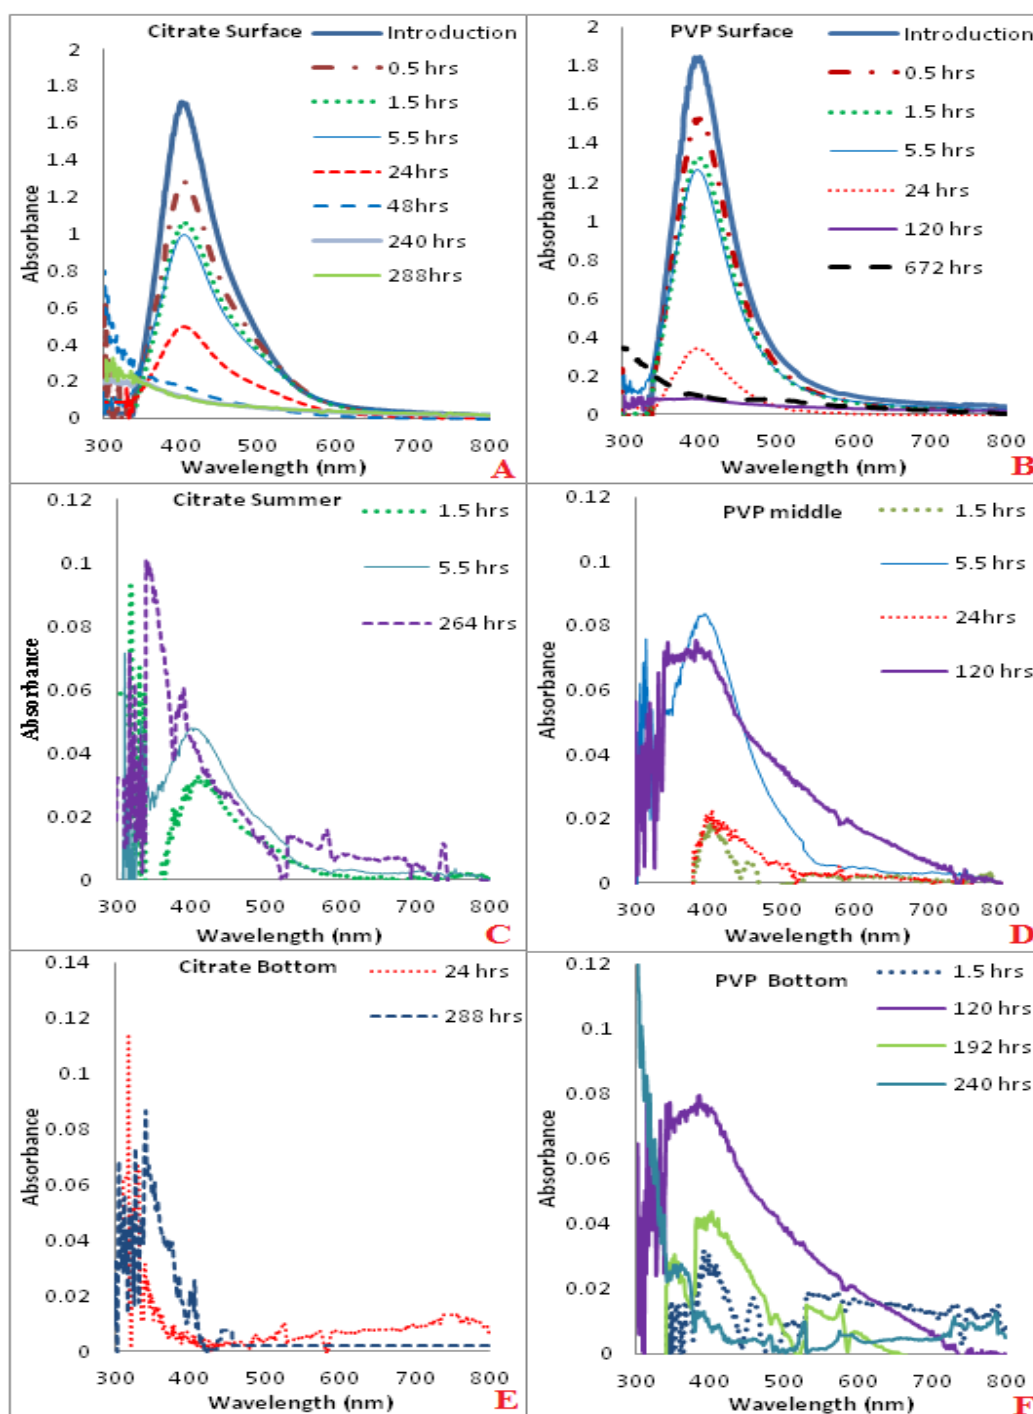 Citrate Surface
Introduction
0.5 hrs
1.5 hrs
5.5 hrs
24hrs
48hrs
240 hrs
288hrs
2
1.8
1.6
1.4
1.2
1
0.8
0.6
0.4
0.2
0
Absorbance
300 400 500 600 700 800
Wavelength (nm)
A
PVP Surface
Introduction
0.5 hrs
1.5 hrs
5.5 hrs
24 hrs
120 hrs
672 hrs
2
1.8
1.6
1.4
1.2
1
0.8
0.6
0.4
0.2
0
Absorbance
300 400 500 600 700 800
Wavelength (nm)
B
Citrate Summer
1.5 hrs
5.5 hrs
264 hrs
0.12
0.1
0.08
0.06
0.04
0.02
0
Absorbance
300 400 500 600 700 800
Wavelength (nm)
C
PVP middle
1.5 hrs
5.5 hrs
24hrs
120 hrs
0.12
0.1
0.08
0.06
0.04
0.02
0
Absorbance
300 400 500 600 700 800
Wavelength (nm)
D
Citrate Bottom
24 hrs
288 hrs
0.14
0.12
0.1
0.08
0.06
0.04
0.02
0
Absorbance
300 400 500 600 700 800
Wavelength (nm)
E
PVP Bottom
1.5 hrs
120 hrs
192 hrs
240 hrs
0.12
0.1
0.08
0.06
0.04
0.02
0
Absorbance
300 400 500 600 700 800
Wavelength (nm)
F